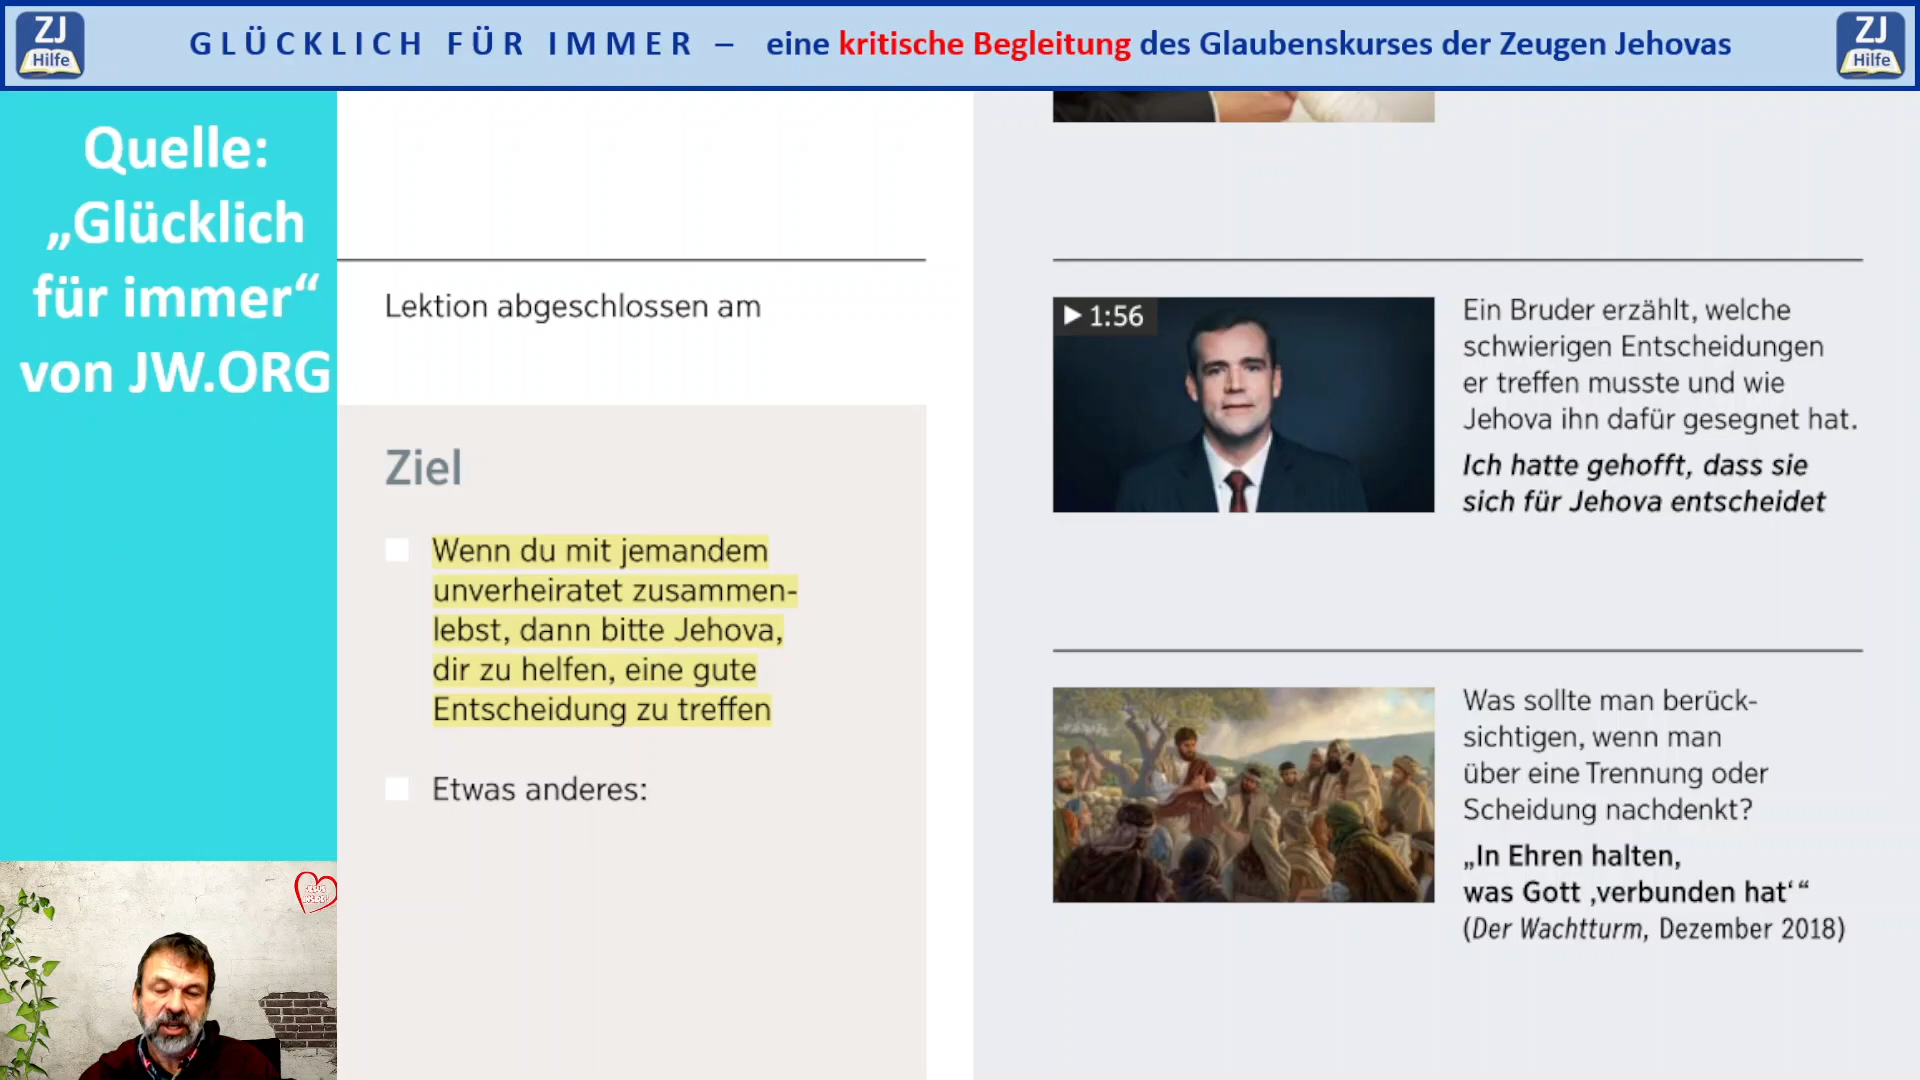 ZJ
Hilfe
GLÜCKLICH FÜR IMMER – eine kritische Begleitung des Glaubenskurses der Zeugen Jehovas
ZJ
Hilfe
Quelle:
„Glücklich
für immer“
von JW.ORG
Lektion abgeschlossen am
Ziel
Wenn du mit jemandem
unverheiratet zusammen-
lebst, dann bitte Jehova,
dir zu helfen, eine gute
Entscheidung zu treffen
Etwas anderes:
1:56
Ein Bruder erzählt, welche
schwierigen Entscheidungen
er treffen musste und wie
Jehova ihn dafür gesegnet hat.
Ich hatte gehofft, dass sie
sich für Jehova entscheidet
Was sollte man berück-
sichtigen, wenn man
über eine Trennung oder
Scheidung nachdenkt?
„In Ehren halten,
was Gott ‚verbunden hat‘“
(Der Wachtturm, Dezember 2018)